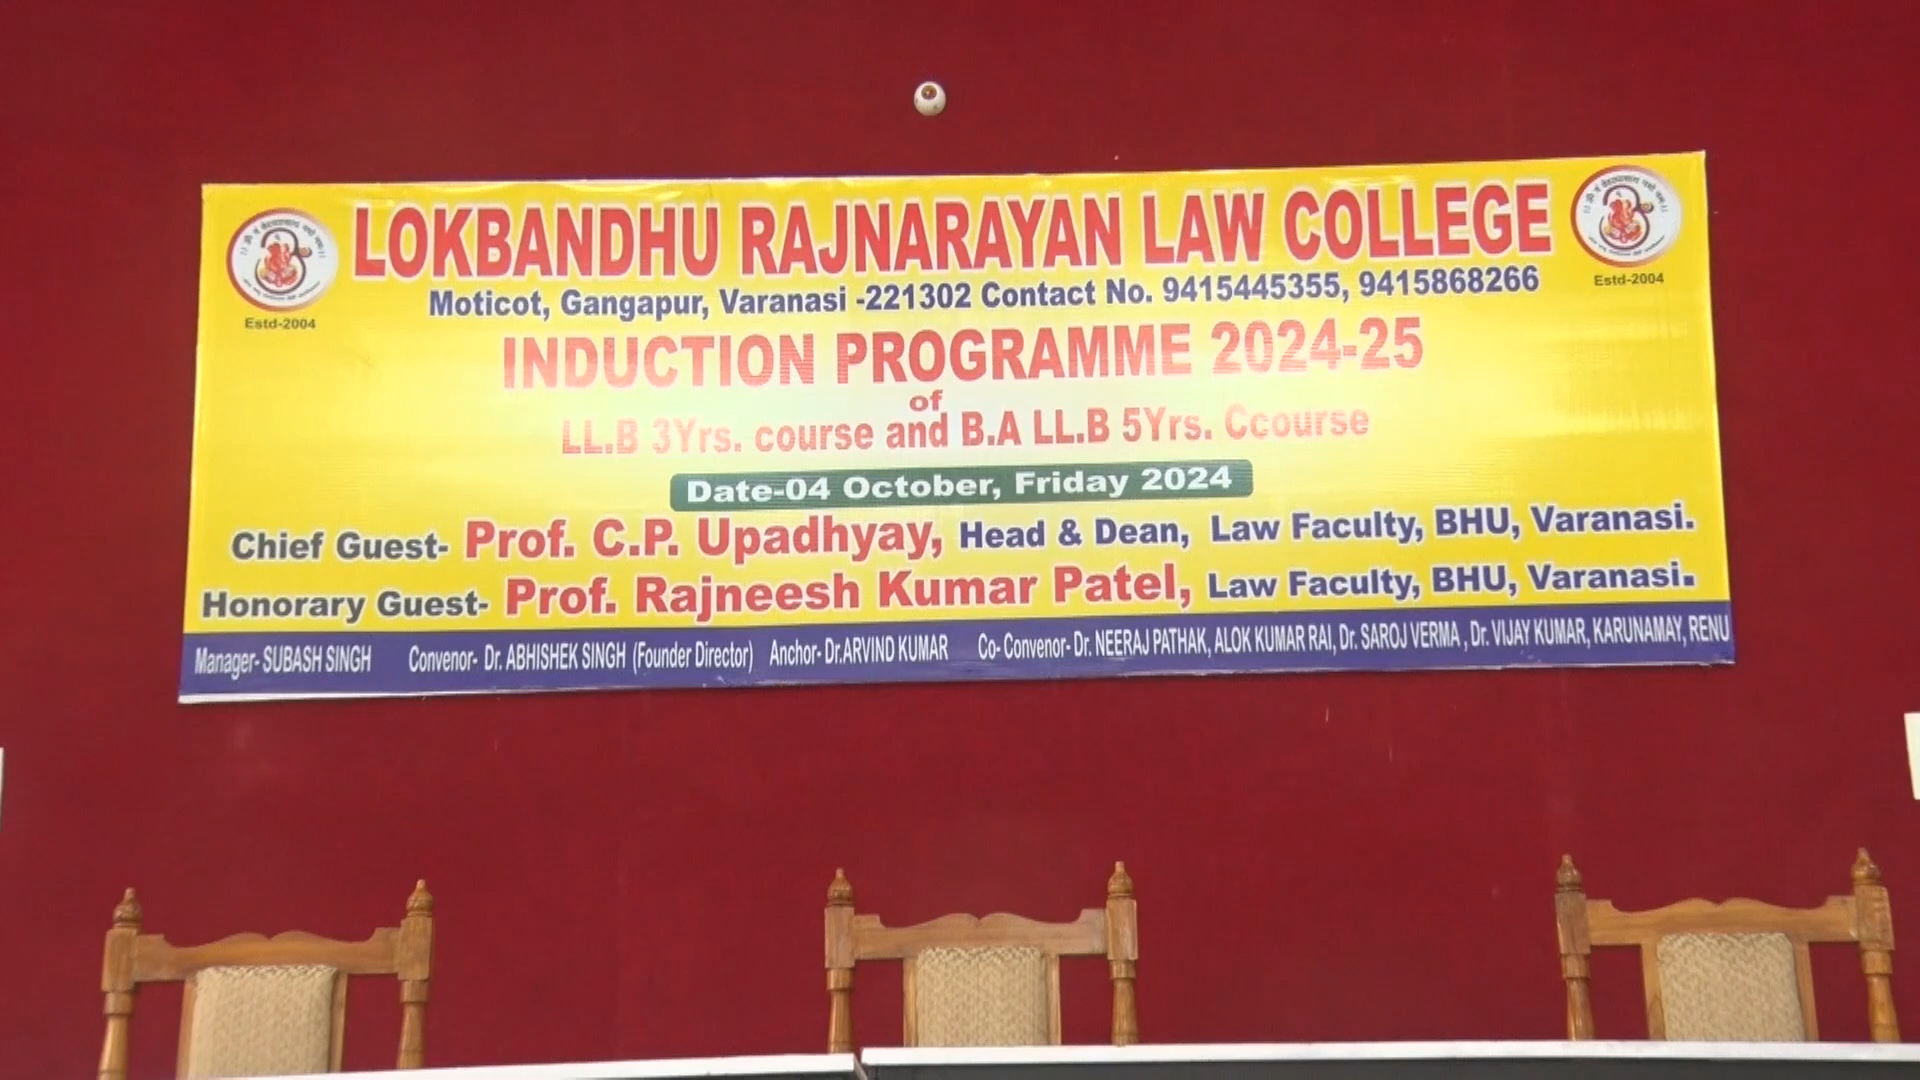 LOKBANDHU RAJNARAYAN LAW COLLEGE
Estd-2004
Estd-2004
Moticot, Gangapur, Varanasi -221302 Contact No. 9415445355, 9415868266
INDUCTION PROGRAMME 2024-25
of
LL.B 3Yrs. course and B.A LL.B 5Yrs. Ccourse
Date-04 October, Friday 2024
Chief Guest- Prof. C.P. Upadhyay, Head & Dean, Law Faculty, BHU, Varanasi.
Honorary Guest- Prof. Rajneesh Kumar Patel, Law Faculty, BHU, Varanasi.
Manager- SUBASH SINGH Convenor- Dr. ABHISHEK SINGH (Founder Director) Anchor- Dr.ARVIND KUMAR Co- Convenor- Dr. NEERAJ PATHAK, ALOK KUMAR RAI, Dr. SAROJ VERMA , Dr. VIJAY KUMAR, KARUNAMAY, RENU